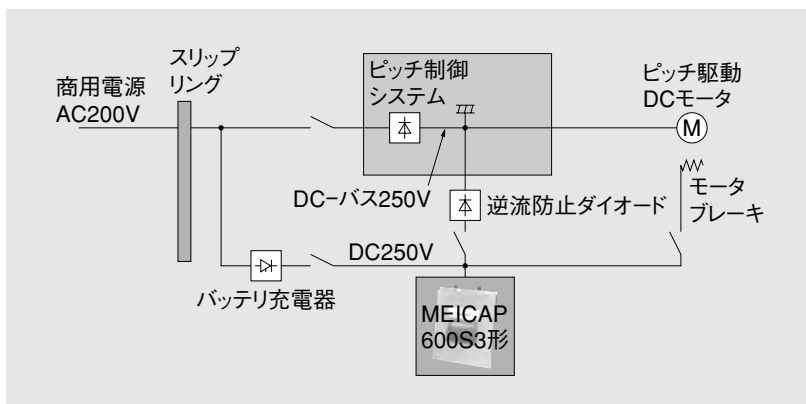 スリップ
リング
商用電源
AC200V
ピッチ制御
システム
ピッチ駆動
DCモータ
M
DC-バス250V
逆流防止ダイオード
モータ
ブレーキ
DC250V
バッテリ充電器
MEICAP
600S3形